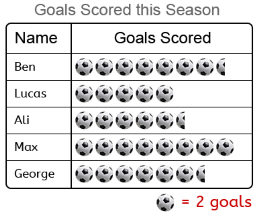 Goals Scored this Season
Name Goals Scored
Ben
Lucas
Ali
Max
George
= 2 goals